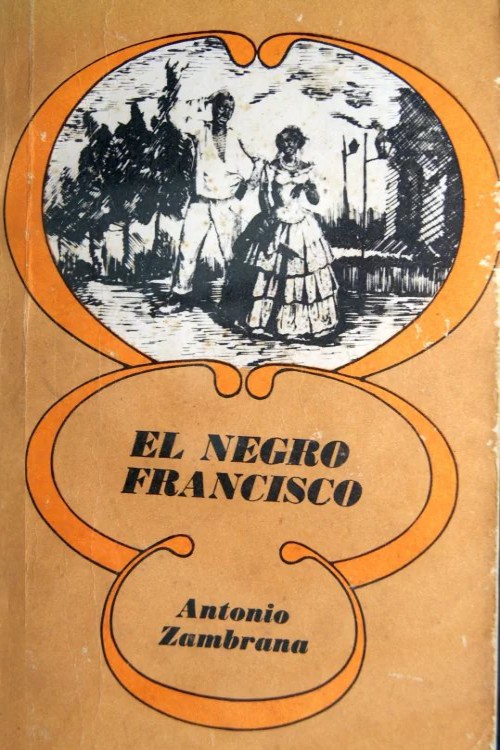 EL NEGRO
FRANCISCO
Antonio
Zambrana